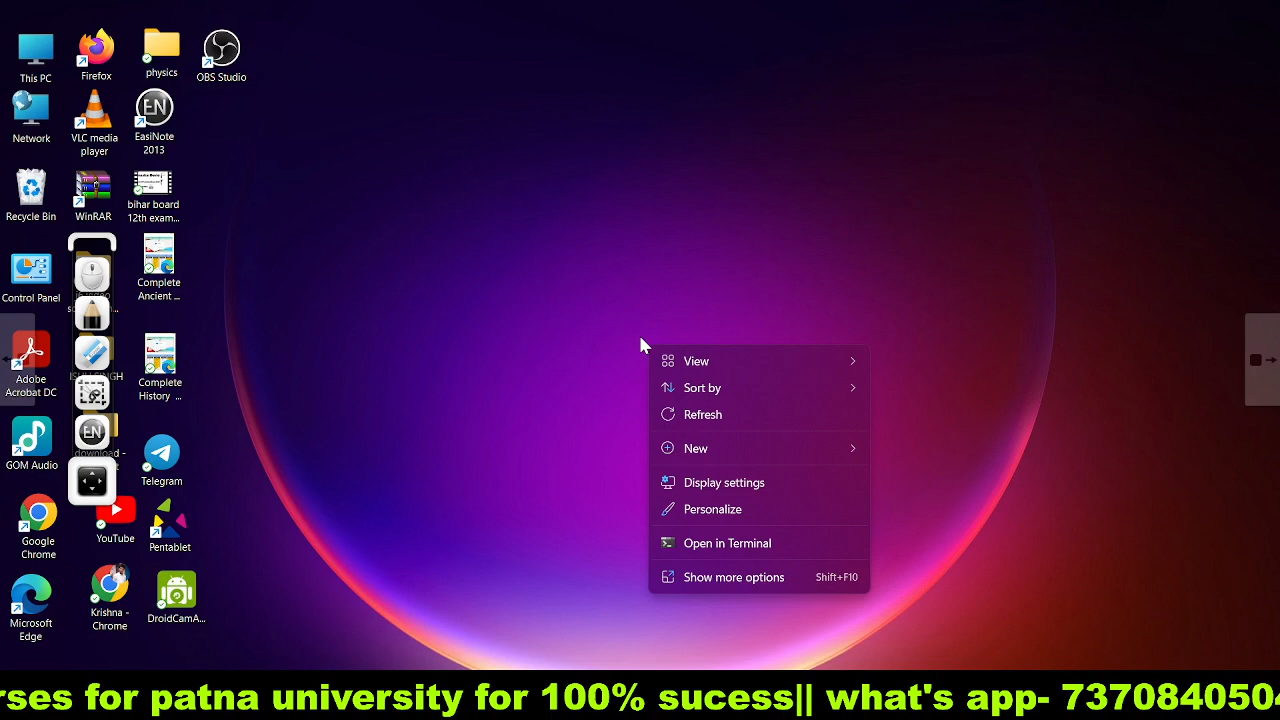 This PC
Firefox
physics
OBS Studio
Network
VLC media
player
EasiNote
2013
Recycle Bin
WinRAR
bihar board
12th exam...
Control Panel
Complete
Ancient ...
Adobe
Acrobat DC
Complete
History ...
GOM Audio
EN
download -
Telegram
Google
Chrome
YouTube
Pentablet
Microsoft
Edge
Krishna -
Chrome
DroidCamA...
View
Sort by
Refresh
New
Display settings
Personalize
Open in Terminal
Show more options Shift+F10
rses for patna university for 100% sucess|| what's app- 737084050